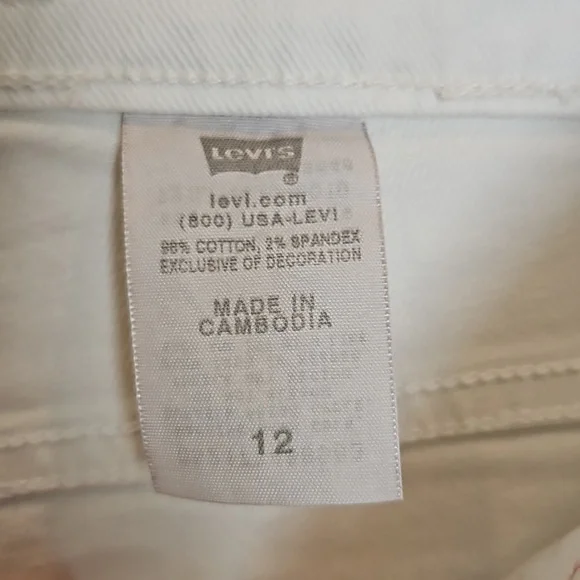 LEVI'S
®
levi.com
(800) USA-LEVI
98% COTTON, 2% SPANDEX
EXCLUSIVE OF DECORATION
MADE IN
CAMBODIA
12